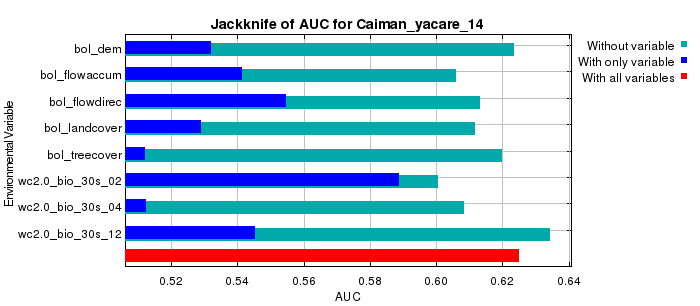 Jackknife of AUC for Caiman_yacare_14
Environmental Variable
bol_dem
bol_flowaccum
bol_flowdirec
bol_landcover
bol_treecover
wc2.0_bio_30s_02
wc2.0_bio_30s_04
wc2.0_bio_30s_12
Without variable
With only variable
With all variables
0.52 0.54 0.56 0.58 0.60 0.62 0.64
AUC